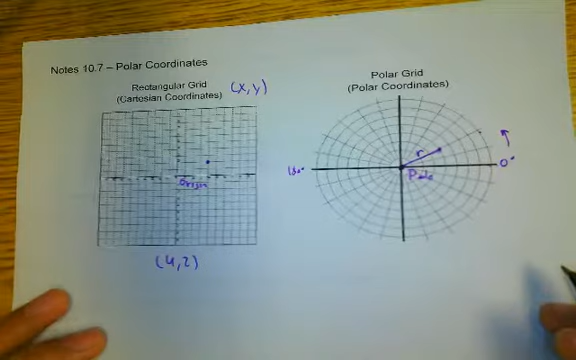 Notes 10.7 – Polar Coordinates
Rectangular Grid
(Cartesian Coordinates)
(x,y)
Origin
(4,2)
Polar Grid
(Polar Coordinates)
r
180°
0°
Pole